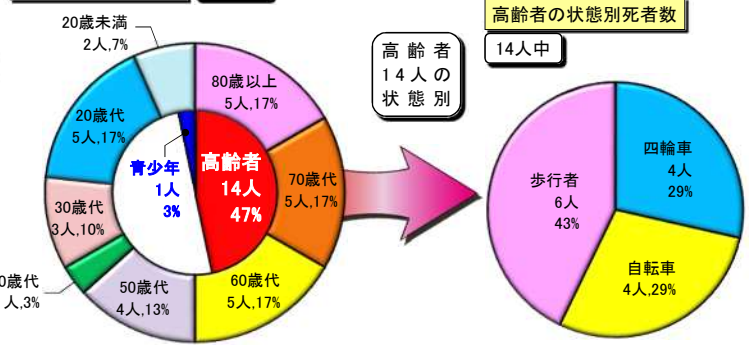 高齢者の状態別死者数
14人中
高齢者
14人の
状態別
20歳未満
2人,7%
80歳以上
5人,17%
70歳代
5人,17%
60歳代
5人,17%
50歳代
4人,13%
0歳代
人,3%
30歳代
3人,10%
20歳代
5人,17%
青少年
1人
3%
高齢者
14人
47%
四輪車
4人
29%
自転車
4人,29%
歩行者
6人
43%